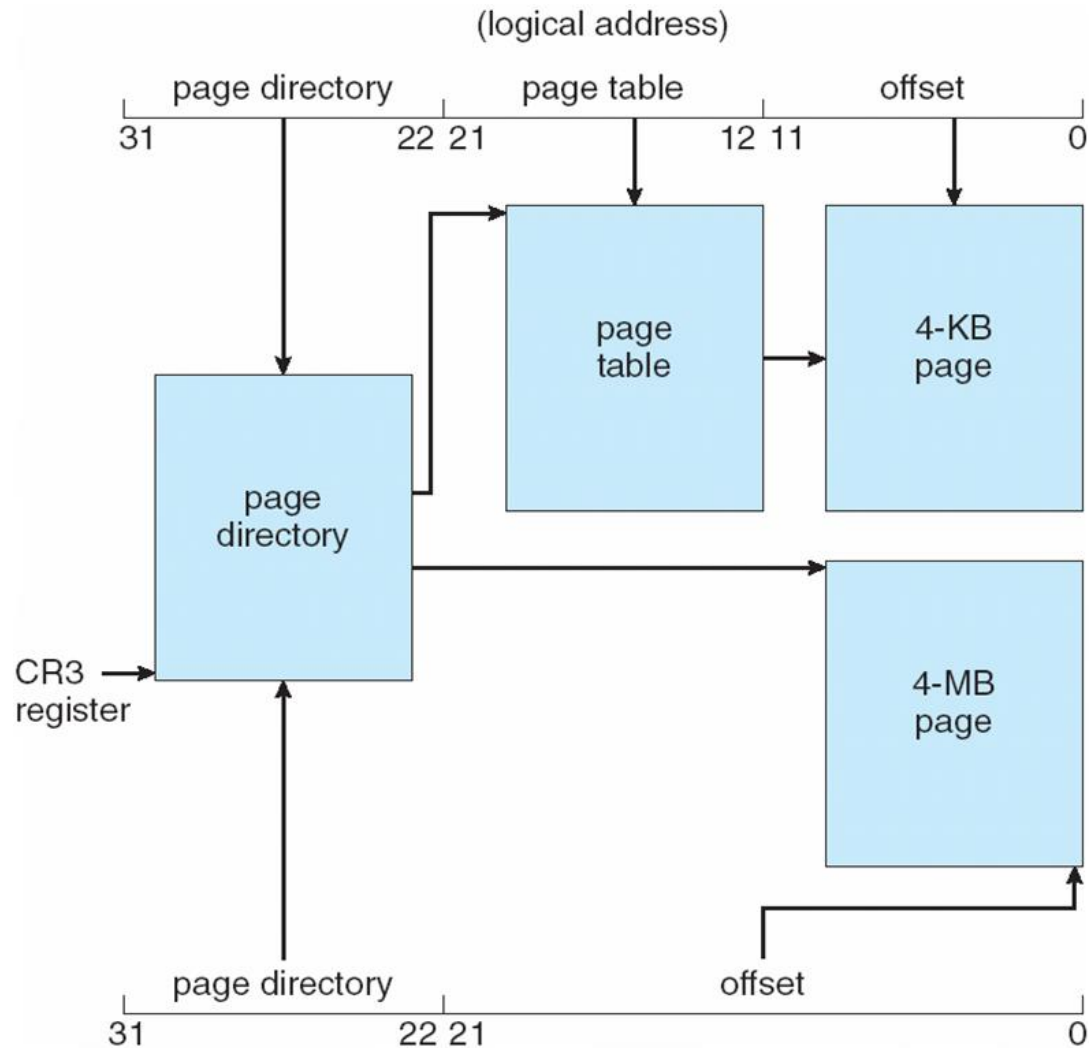 (logical address)
page directory page table offset
31 22 21 12 11 0
page
table
4-KB
page
page
directory
CR3
register
4-MB
page
page directory offset
31 22 21 0